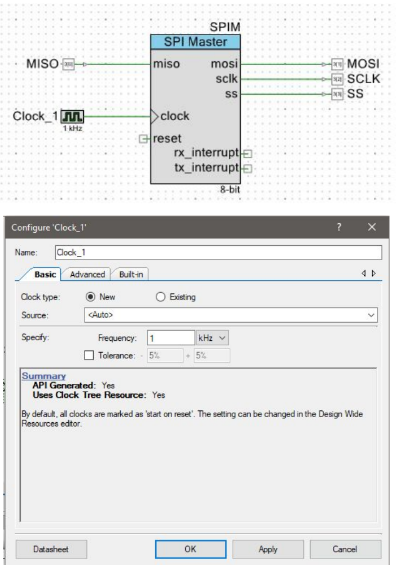 SPIM
SPI Master
MISO miso mosi MOSI
sclk SCLK
ss SS
Clock_1 clock
1 kHz
reset
rx_interrupt
tx_interrupt
8-bit
Configure 'Clock_1' ? X
Name: Clock_1
Basic Advanced Built-in
Clock type: New Existing
Source: <Auto>
Specify: Frequency: 1 kHz
Tolerance: - 5% + 5%
Summary
API Generated: Yes
Uses Clock Tree Resource: Yes
By default, all clocks are marked as 'start on reset'. The setting can be changed in the Design Wide
Resources editor.
Datasheet OK Apply Cancel